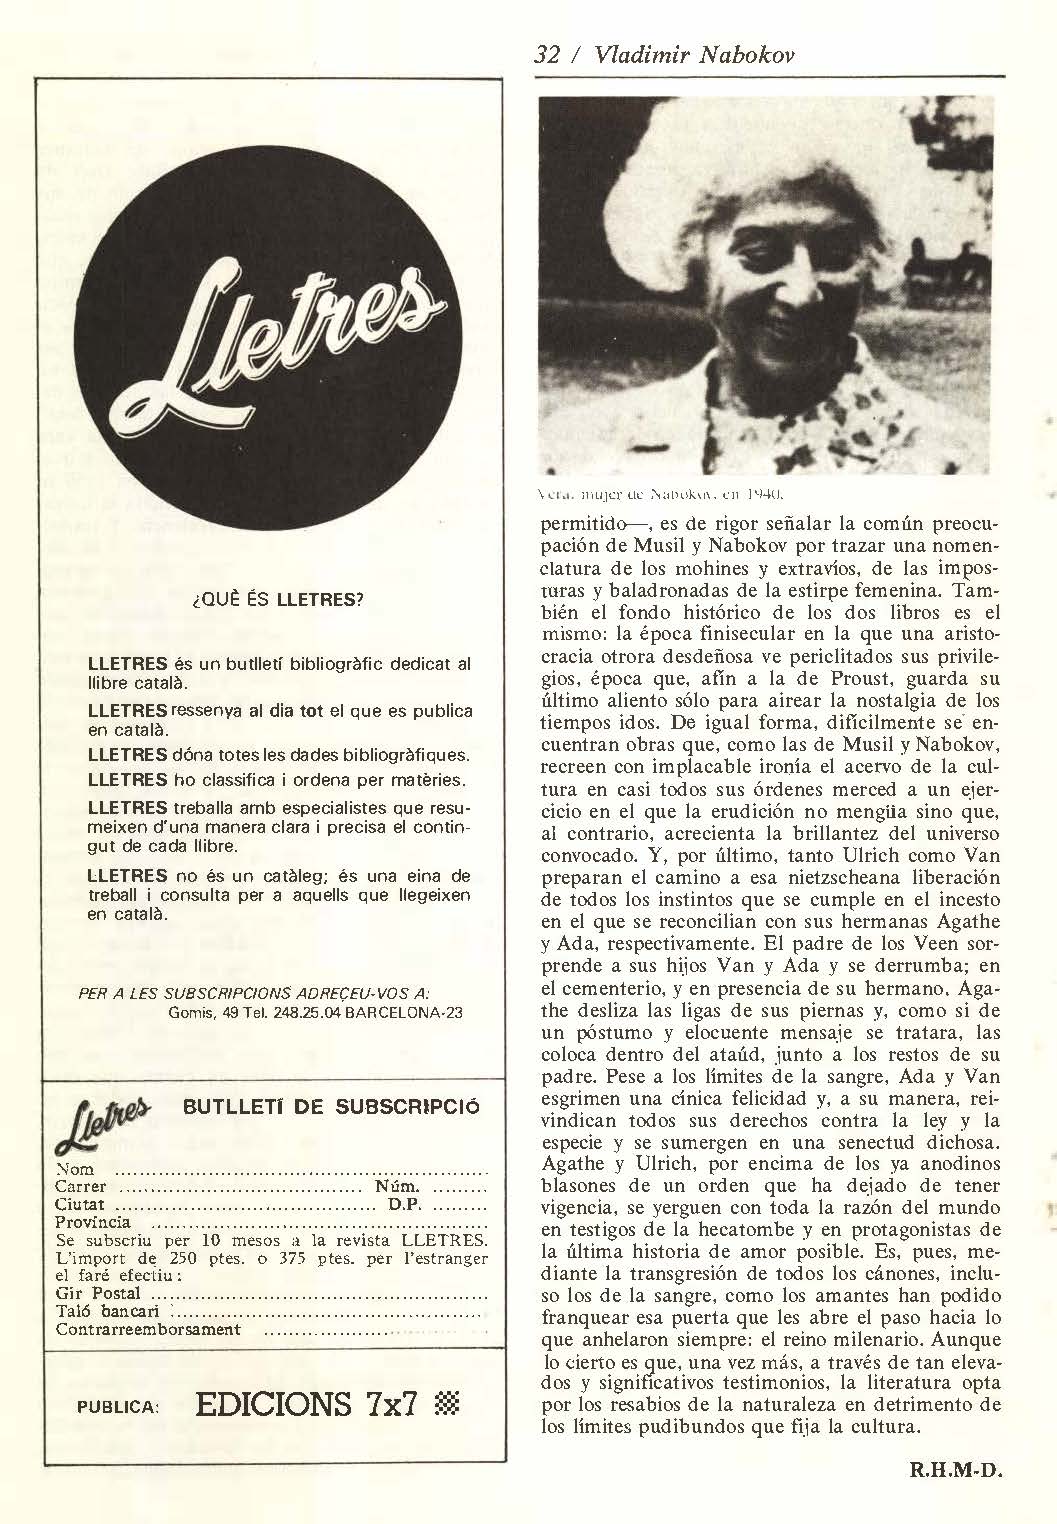 32 / Vladimir Nabokov
Lletres
¿QUÈ ÉS LLETRES?
LLETRES és un butlletí bibliogràfic dedicat al
llibre català.
LLETRES ressenya al dia tot el que es publica
en català.
LLETRES dóna totes les dades bibliogràfiques.
LLETRES ho classifica i ordena per matèries.
LLETRES treballa amb especialistes que resu-
meixen d'una manera clara i precisa el contin-
gut de cada llibre.
LLETRES no és un catàleg; és una eina de
treball i consulta per a aquells que llegeixen
en català.
PER A LES SUBSCRIPCIONS ADREÇEU-VOS A:
Gomis, 49 Tel. 248.25.04 BARCELONA-23
Lletres BUTLLETÍ DE SUBSCRIPCIÓ
Nom ............................................................
Carrer ....................................... Núm. .........
Ciutat .......................................... D.P. .........
Província ......................................................
Se subscriu per 10 mesos a la revista LLETRES.
L'import de 250 ptes. o 375 ptes. per l'estranger
el faré efectiu:
Gir Postal ......................................................
Taló bancari ..................................................
Contrarreemborsament ....................
PUBLICA: EDICIONS 7x7
Vera, mujer de Nabokov, en 1940.
permitido—, es de rigor señalar la común preocu-
pación de Musil y Nabokov por trazar una nomen-
clatura de los mohines y extravíos, de las impos-
turas y baladronadas de la estirpe femenina. Tam-
bién el fondo histórico de los dos libros es el
mismo: la época finisecular en la que una aristo-
cracia otrora desdeñosa ve periclitados sus privile-
gios, época que, afín a la de Proust, guarda su
último aliento sólo para airear la nostalgia de los
tiempos idos. De igual forma, difícilmente se en-
cuentran obras que, como las de Musil y Nabokov,
recreen con implacable ironía el acervo de la cul-
tura en casi todos sus órdenes merced a un ejer-
cicio en el que la erudición no mengüa sino que,
al contrario, acrecienta la brillantez del universo
convocado. Y, por último, tanto Ulrich como Van
preparan el camino a esa nietzscheana liberación
de todos los instintos que se cumple en el incesto
en el que se reconcilian con sus hermanas Agathe
y Ada, respectivamente. El padre de los Veen sor-
prende a sus hijos Van y Ada y se derrumba; en
el cementerio, y en presencia de su hermano, Aga-
the desliza las ligas de sus piernas y, como si de
un póstumo y elocuente mensaje se tratara, las
coloca dentro del ataúd, junto a los restos de su
padre. Pese a los límites de la sangre, Ada y Van
esgrimen una cínica felicidad y, a su manera, rei-
vindican todos sus derechos contra la ley y la
especie y se sumergen en una senectud dichosa.
Agathe y Ulrich, por encima de los ya anodinos
blasones de un orden que ha dejado de tener
vigencia, se yerguen con toda la razón del mundo
en testigos de la hecatombe y en protagonistas de
la última historia de amor posible. Es, pues, me-
diante la transgresión de todos los cánones, inclu-
so los de la sangre, como los amantes han podido
franquear esa puerta que les abre el paso hacia lo
que anhelaron siempre: el reino milenario. Aunque
lo cierto es que, una vez más, a través de tan eleva-
dos y significativos testimonios, la literatura opta
por los resabios de la naturaleza en detrimento de
los límites pudibundos que fija la cultura.
R.H.M-D.